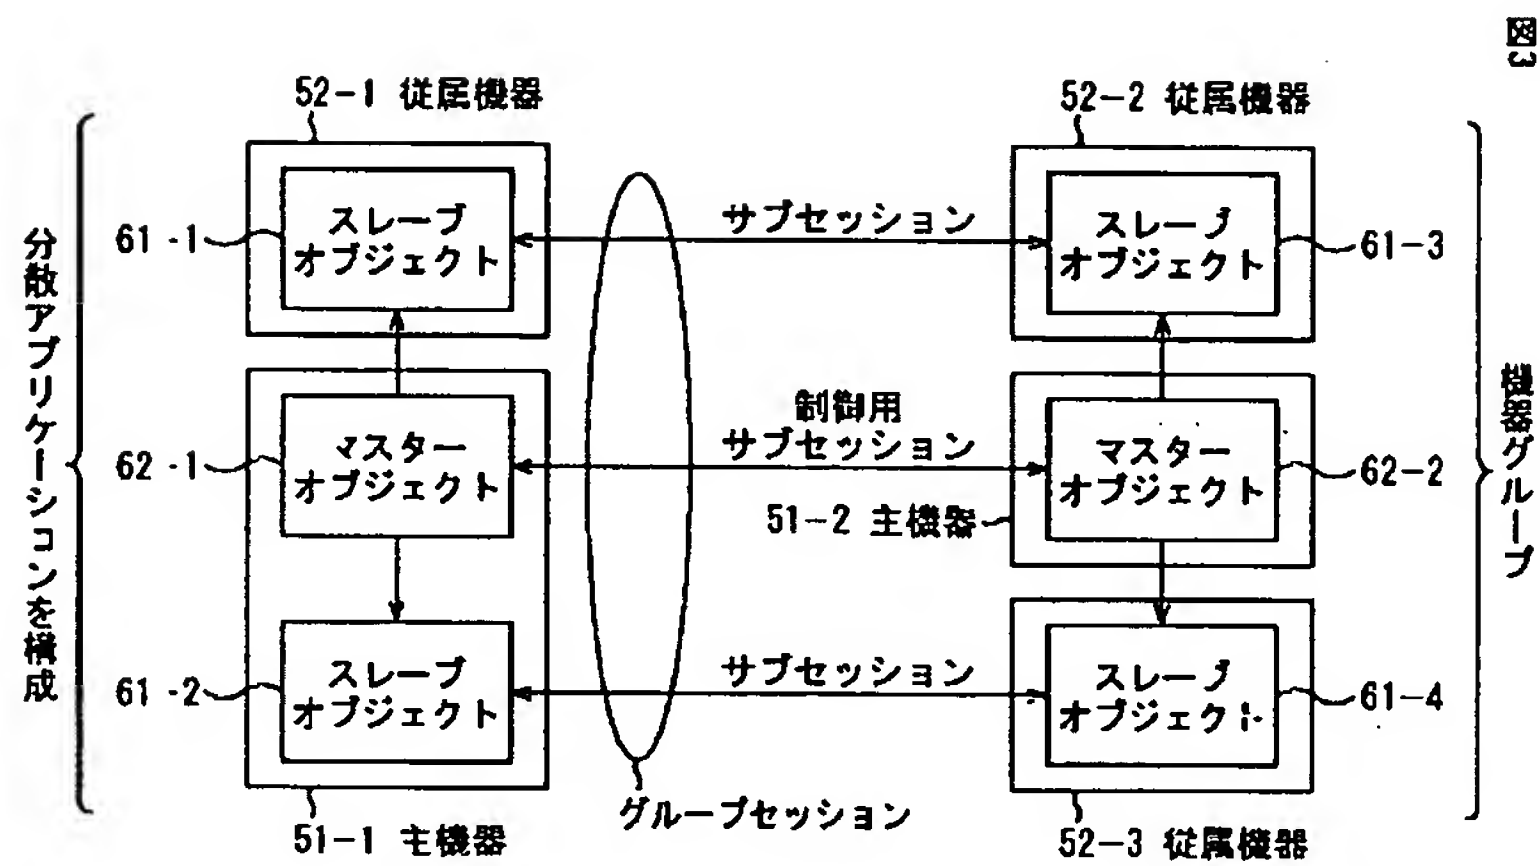 図3
52-1 従属機器
52-2 従属機器
分散アプリケーションを構成
61-1
スレーブ
オブジェクト
サブセッション
スレーブ
オブジェクト
61-3
62-1
マスター
オブジェクト
制御用
サブセッション
マスター
オブジェクト
62-2
51-2 主機器
機器グループ
61-2
スレーブ
オブジェクト
サブセッション
スレーブ
オブジェクト
61-4
51-1 主機器
グループセッション
52-3 従属機器